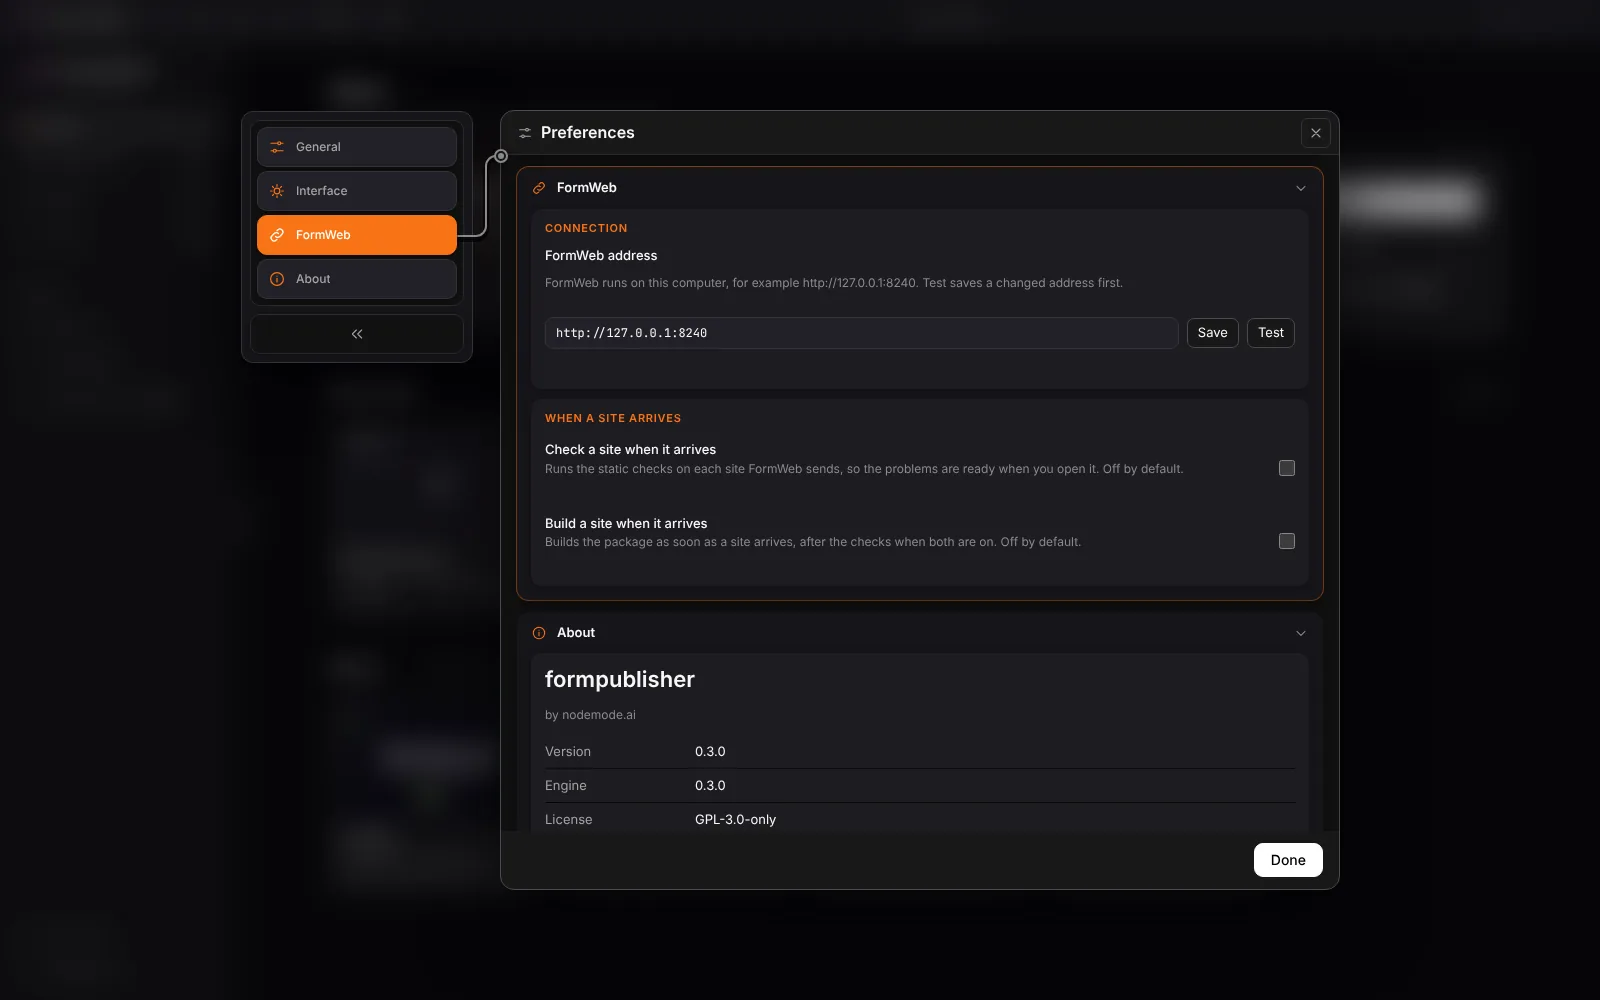 General
Interface
FormWeb
About
Preferences
FormWeb
CONNECTION
FormWeb address
FormWeb runs on this computer, for example http://127.0.0.1:8240. Test saves a changed address first.
http://127.0.0.1:8240
Save
Test
WHEN A SITE ARRIVES
Check a site when it arrives
Runs the static checks on each site FormWeb sends, so the problems are ready when you open it. Off by default.
Build a site when it arrives
Builds the package as soon as a site arrives, after the checks when both are on. Off by default.
About
formpublisher
by nodemode.ai
Version 0.3.0
Engine 0.3.0
License GPL-3.0-only
Done